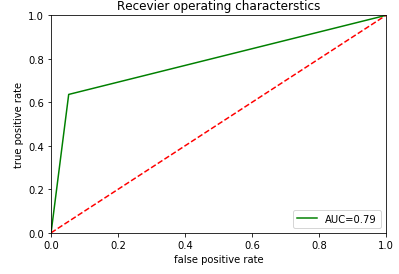 Recevier operating characterstics
true positive rate
1.0
0.8
0.6
0.4
0.2
0.0
AUC=0.79
0.0 0.2 0.4 0.6 0.8 1.0
false positive rate